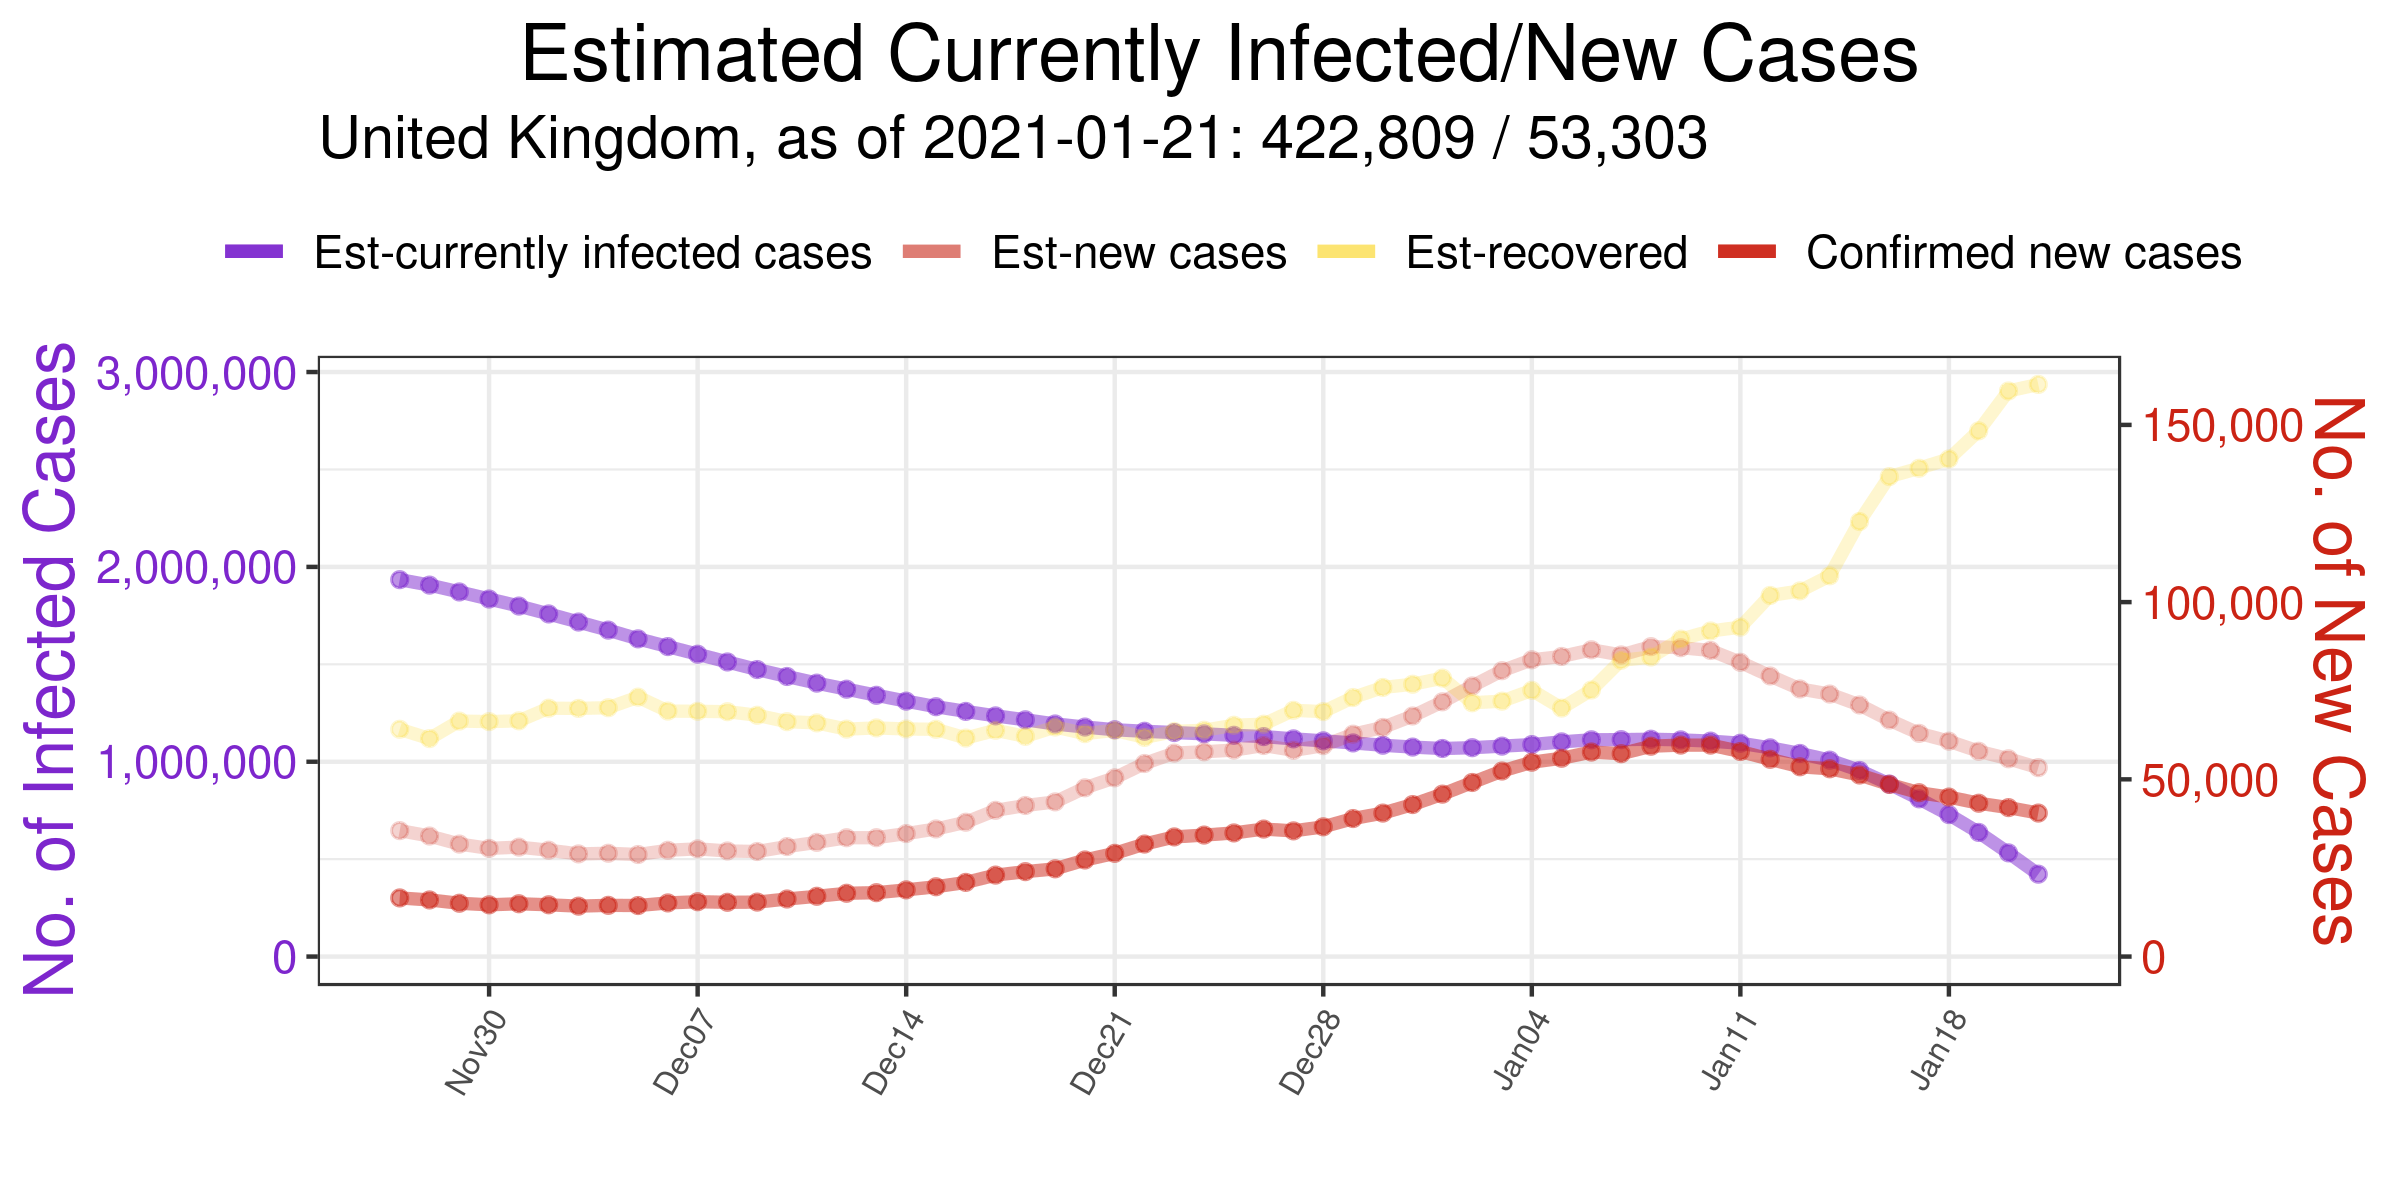 Estimated Currently Infected/New Cases
United Kingdom, as of 2021-01-21: 422,809 / 53,303
Est-currently infected cases Est-new cases Est-recovered Confirmed new cases
No. of Infected Cases
3,000,000
2,000,000
1,000,000
0
150,000
100,000
50,000
0
No. of New Cases
Nov30 Dec07 Dec14 Dec21 Dec28 Jan04 Jan11 Jan18